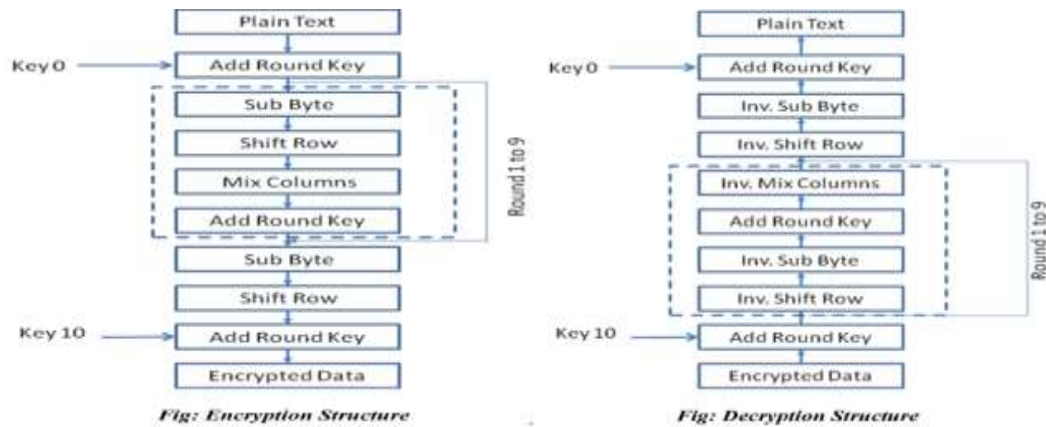 Plain Text
Key 0
Add Round Key
Sub Byte
Shift Row
Mix Columns
Add Round Key
Round 1 to 9
Sub Byte
Shift Row
Key 10
Add Round Key
Encrypted Data
Fig: Encryption Structure
Plain Text
Key 0
Add Round Key
Inv. Sub Byte
Inv. Shift Row
Inv. Mix Columns
Add Round Key
Inv. Sub Byte
Inv. Shift Row
Round 1 to 9
Key 10
Add Round Key
Encrypted Data
Fig: Decryption Structure